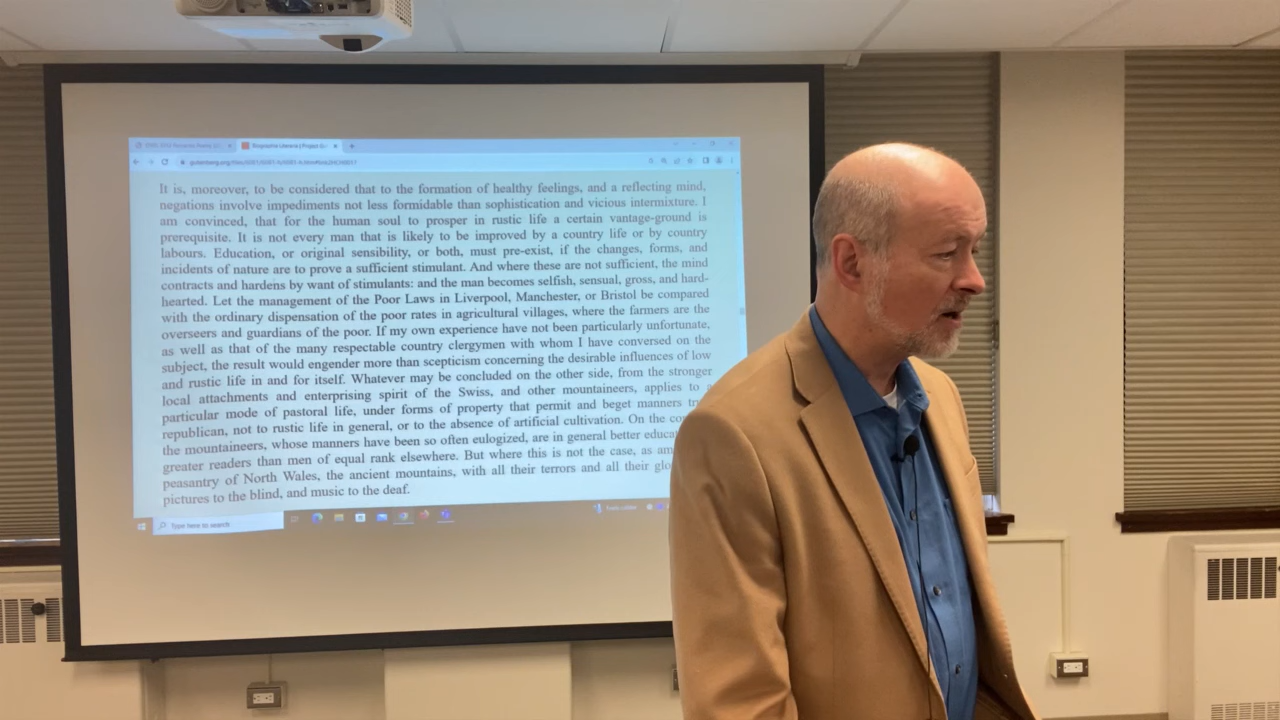 Biographia Literaria | Project Gu
It is, moreover, to be considered that to the formation of healthy feelings, and a reflecting mind,
negations involve impediments not less formidable than sophistication and vicious intermixture. I
am convinced, that for the human soul to prosper in rustic life a certain vantage-ground is
prerequisite. It is not every man that is likely to be improved by a country life or by country
labours. Education, or original sensibility, or both, must pre-exist, if the changes, forms, and
incidents of nature are to prove a sufficient stimulant. And where these are not sufficient, the mind
contracts and hardens by want of stimulants: and the man becomes selfish, sensual, gross, and hard-
hearted. Let the management of the Poor Laws in Liverpool, Manchester, or Bristol be compared
with the ordinary dispensation of the poor rates in agricultural villages, where the farmers are the
overseers and guardians of the poor. If my own experience have not been particularly unfortunate,
as well as that of the many respectable country clergymen with whom I have conversed on the
subject, the result would engender more than scepticism concerning the desirable influences of low
and rustic life in and for itself. Whatever may be concluded on the other side, from the stronger
local attachments and enterprising spirit of the Swiss, and other mountaineers, applies to a
particular mode of pastoral life, under forms of property that permit and beget manners tr
republican, not to rustic life in general, or to the absence of artificial cultivation. On the con
the mountaineers, whose manners have been so often eulogized, are in general better educa
greater readers than men of equal rank elsewhere. But where this is not the case, as am
peasantry of North Wales, the ancient mountains, with all their terrors and all their glo
pictures to the blind, and music to the deaf.
Type here to search